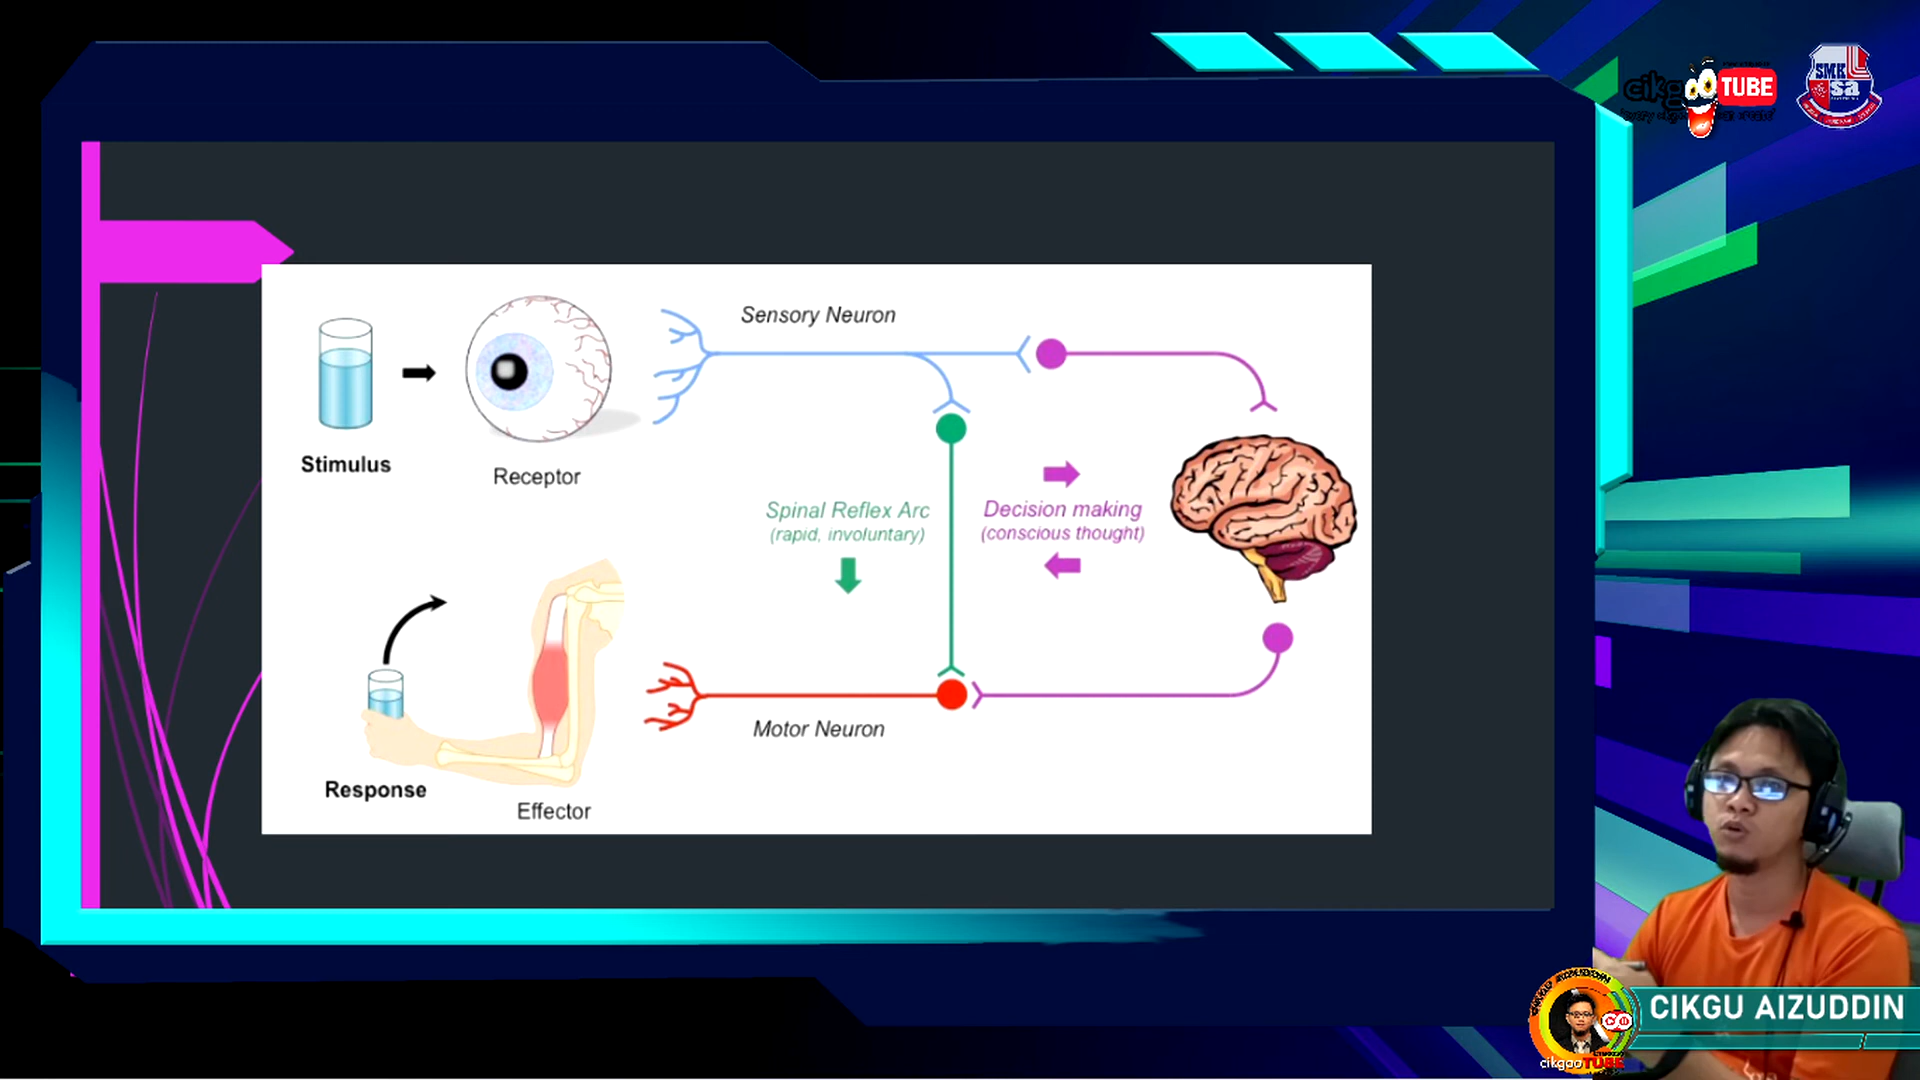 cikgoo TUBE
SMK
sa
Sensory Neuron
Stimulus
Receptor
Spinal Reflex Arc
(rapid, involuntary)
Decision making
(conscious thought)
Motor Neuron
Response
Effector
CIKGU AIZUDDIN
cikgooTUBE